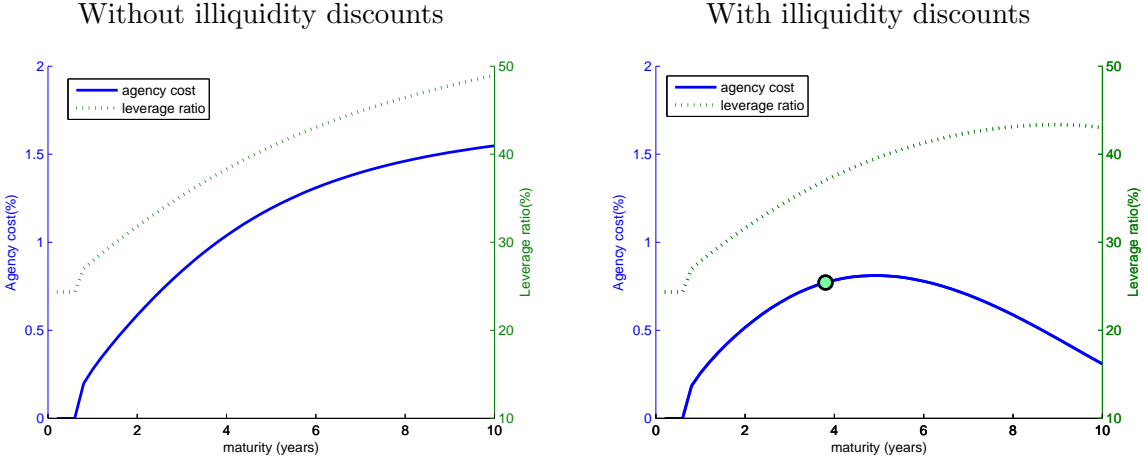 Without illiquidity discounts
2
1.5
1
0.5
0
Agency cost(%)
agency cost
leverage ratio
50
40
30
20
10
Leverage ratio(%)
0 2 4 6 8 10
maturity (years)
With illiquidity discounts
2
1.5
1
0.5
0
Agency cost(%)
agency cost
leverage ratio
50
40
30
20
10
Leverage ratio(%)
0 2 4 6 8 10
maturity (years)